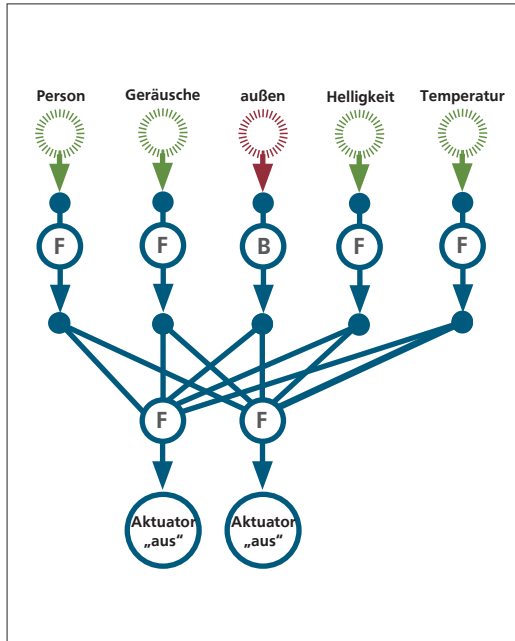 Person Geräusche außen Helligkeit Temperatur
F F B F F
F F
Aktuator Aktuator
„aus“ „aus“